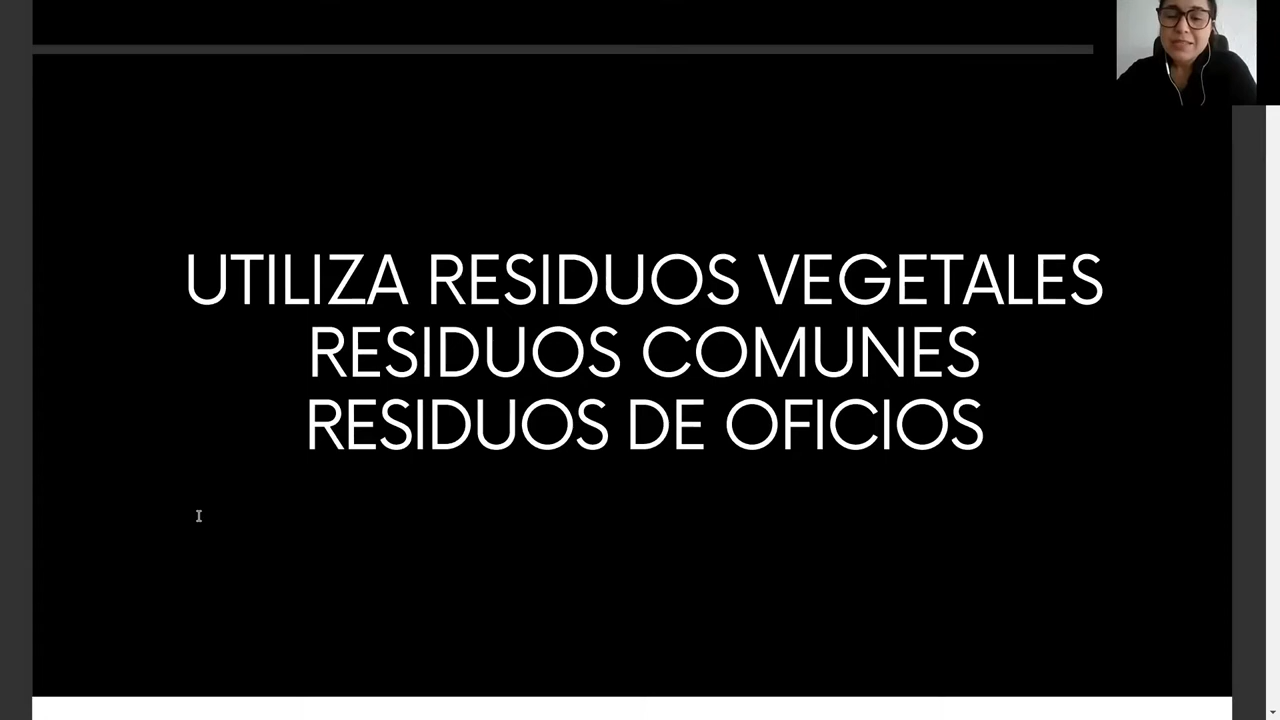 UTILIZA RESIDUOS VEGETALES
RESIDUOS COMUNES
RESIDUOS DE OFICIOS